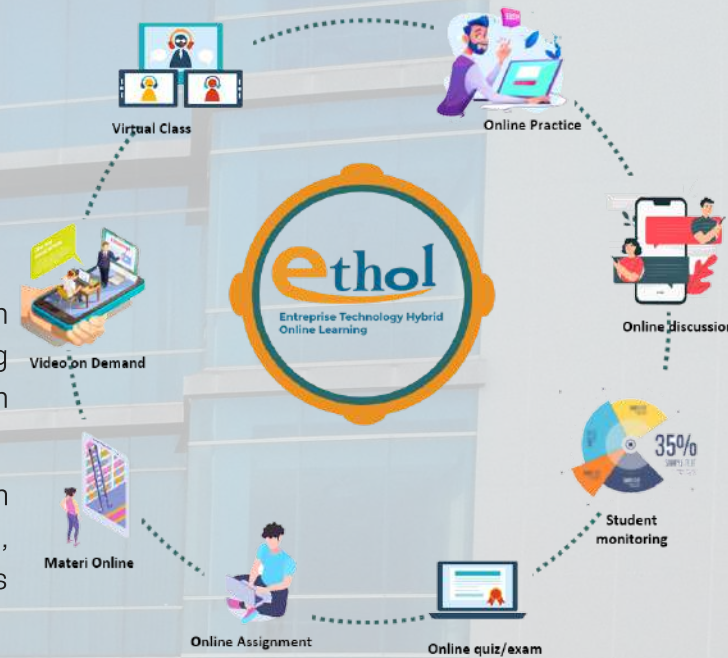 Virtual Class
Online Practice
ethol
Entreprise Technology Hybrid
Online Learning
Online discussion
Video on Demand
35%
Student
monitoring
Materi Online
Online Assignment
Online quiz/exam